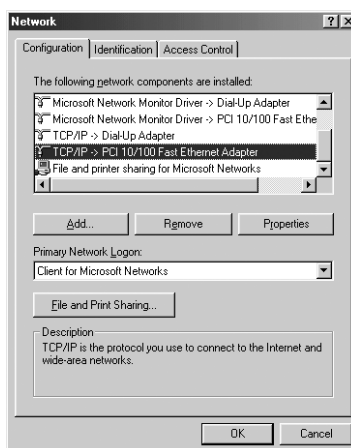 Network
Configuration Identification Access Control
The following network components are installed:
Microsoft Network Monitor Driver -> Dial-Up Adapter
Microsoft Network Monitor Driver -> PCI 10/100 Fast Ethe
TCP/IP -> Dial-Up Adapter
TCP/IP -> PCI 10/100 Fast Ethernet Adapter
File and printer sharing for Microsoft Networks
Add... Remove Properties
Primary Network Logon:
Client for Microsoft Networks
File and Print Sharing...
Description
TCP/IP is the protocol you use to connect to the Internet and
wide-area networks.
OK Cancel